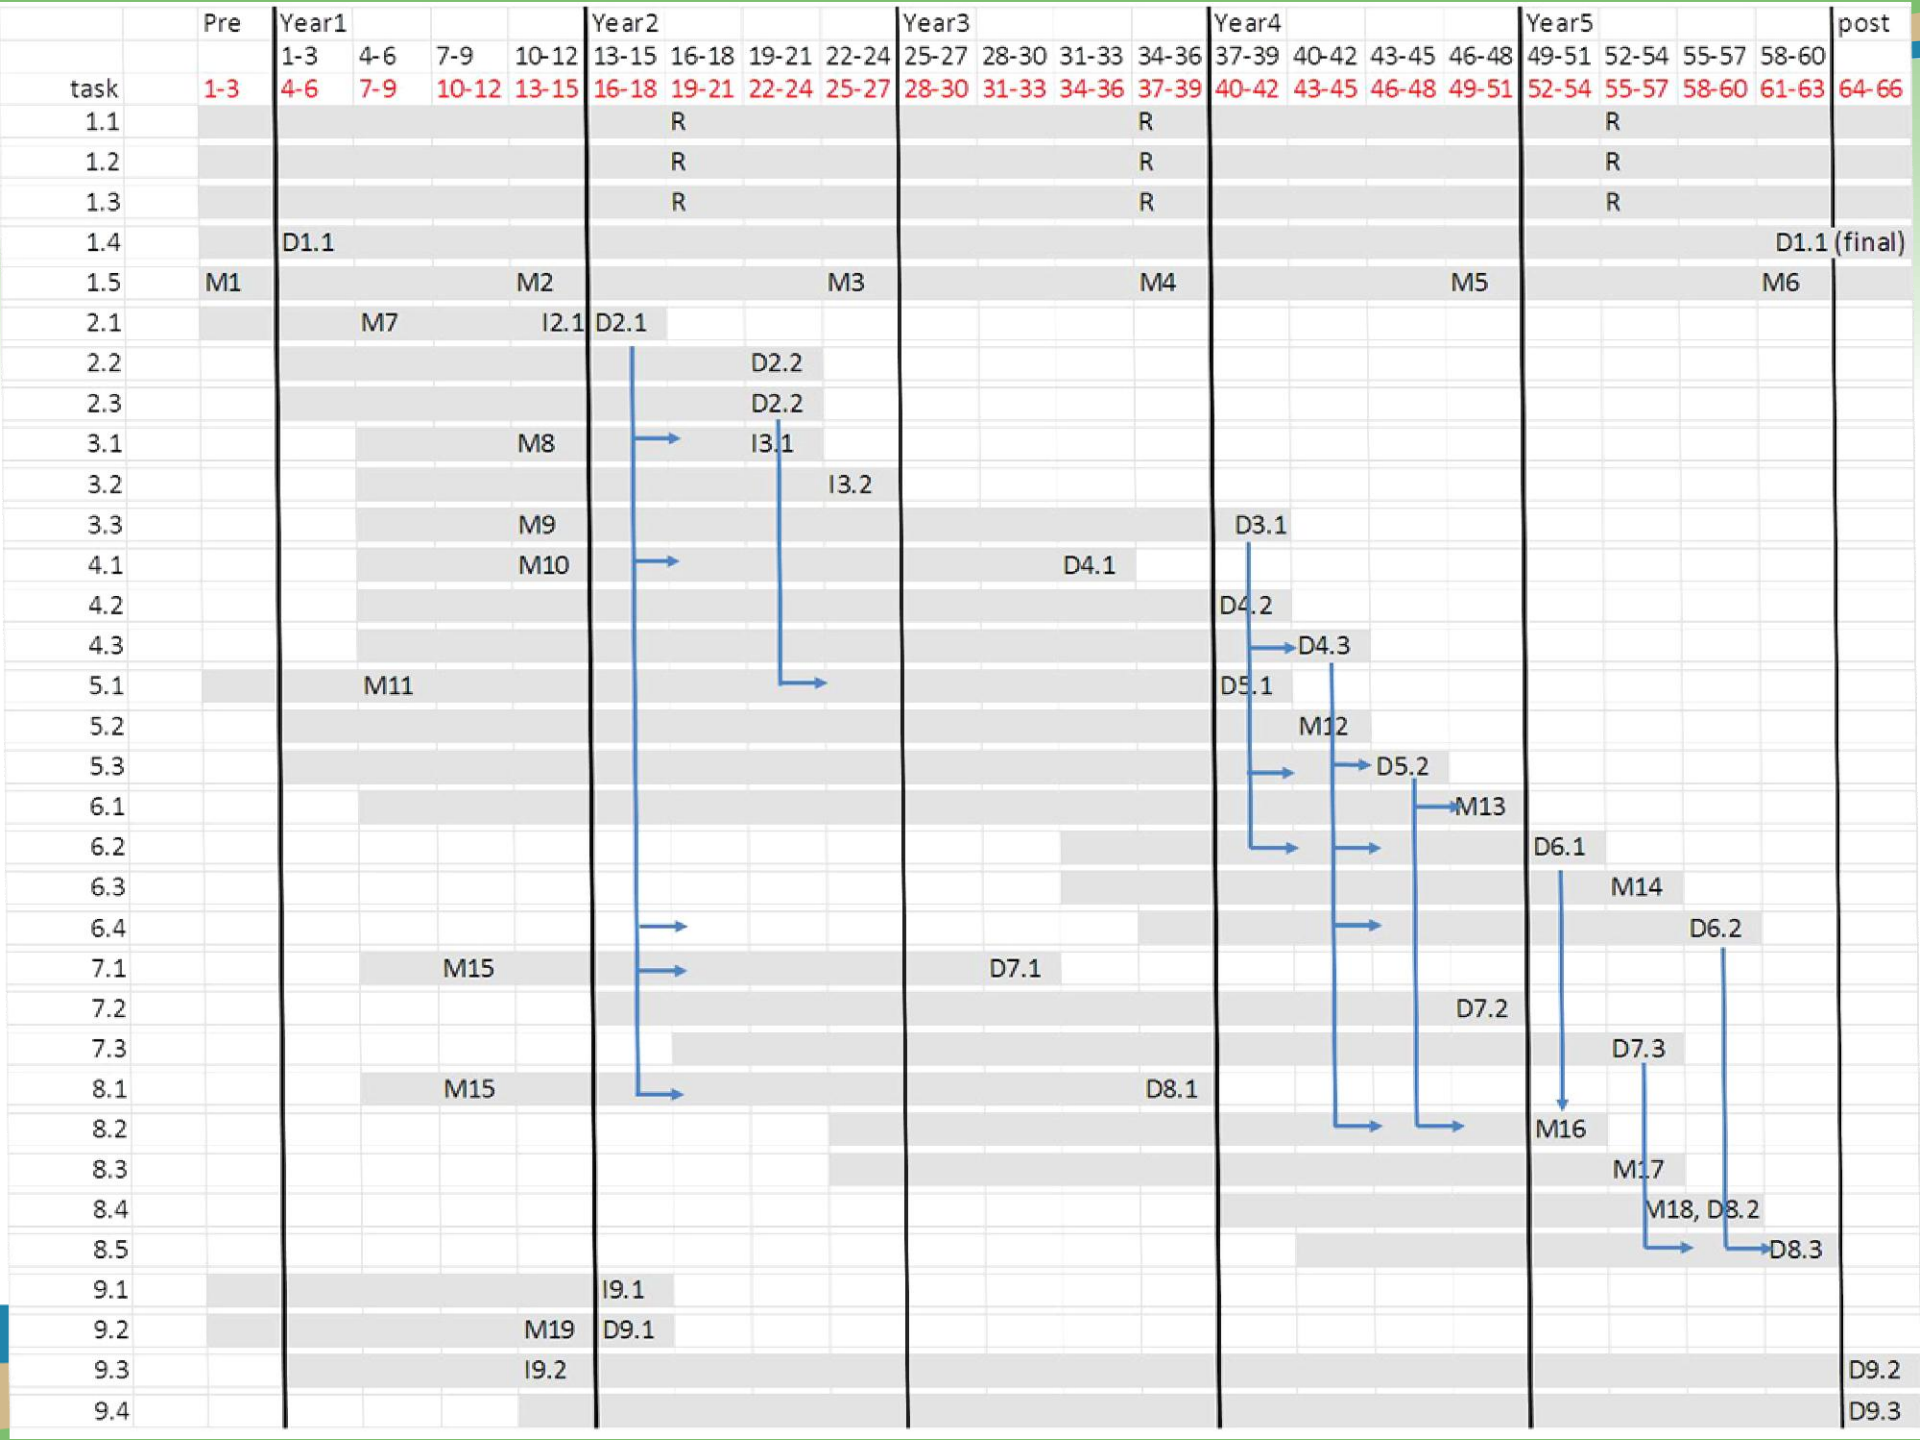 Pre Year1 Year2 Year3 Year4 Year5 post
1-3 4-6 7-9 10-12 13-15 16-18 19-21 22-24 25-27 28-30 31-33 34-36 37-39 40-42 43-45 46-48 49-51 52-54 55-57 58-60
task 1-3 4-6 7-9 10-12 13-15 16-18 19-21 22-24 25-27 28-30 31-33 34-36 37-39 40-42 43-45 46-48 49-51 52-54 55-57 58-60 61-63 64-66
1.1 R R R
1.2 R R R
1.3 R R R
1.4 D1.1 D1.1 (final)
1.5 M1 M2 M3 M4 M5 M6
2.1 M7 I2.1 D2.1
2.2 D2.2
2.3 D2.2
3.1 M8 I3.1
3.2 I3.2
3.3 M9 D3.1
4.1 M10 D4.1
4.2 D4.2
4.3 D4.3
5.1 M11 D5.1
5.2 M12
5.3 D5.2
6.1 M13
6.2 D6.1
6.3 M14
6.4 D6.2
7.1 M15 D7.1
7.2 D7.2
7.3 D7.3
8.1 M15 D8.1
8.2 M16
8.3 M17
8.4 M18, D8.2
8.5 D8.3
9.1 I9.1
9.2 M19 D9.1
9.3 I9.2 D9.2
9.4 D9.3